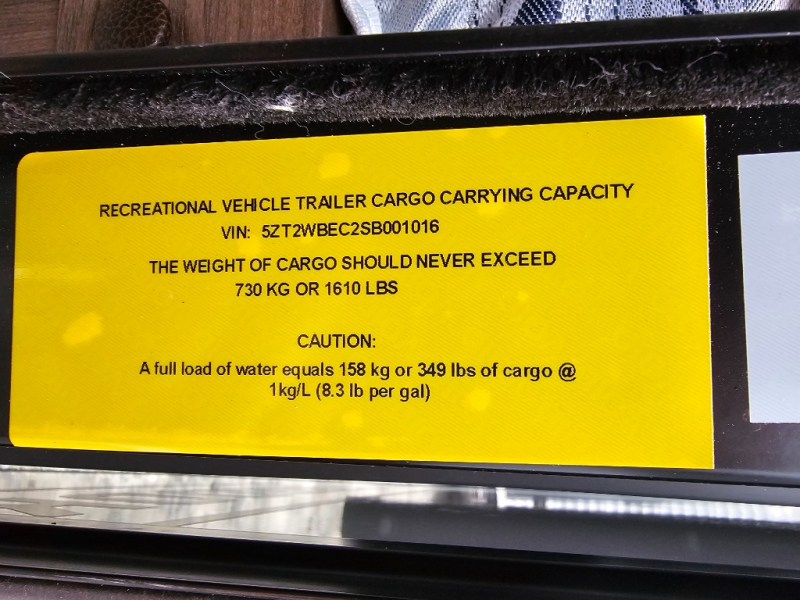 RECREATIONAL VEHICLE TRAILER CARGO CARRYING CAPACITY
VIN: 5ZT2WBEC2SB001016
THE WEIGHT OF CARGO SHOULD NEVER EXCEED
730 KG OR 1610 LBS
CAUTION:
A full load of water equals 158 kg or 349 lbs of cargo @
1kg/L (8.3 lb per gal)